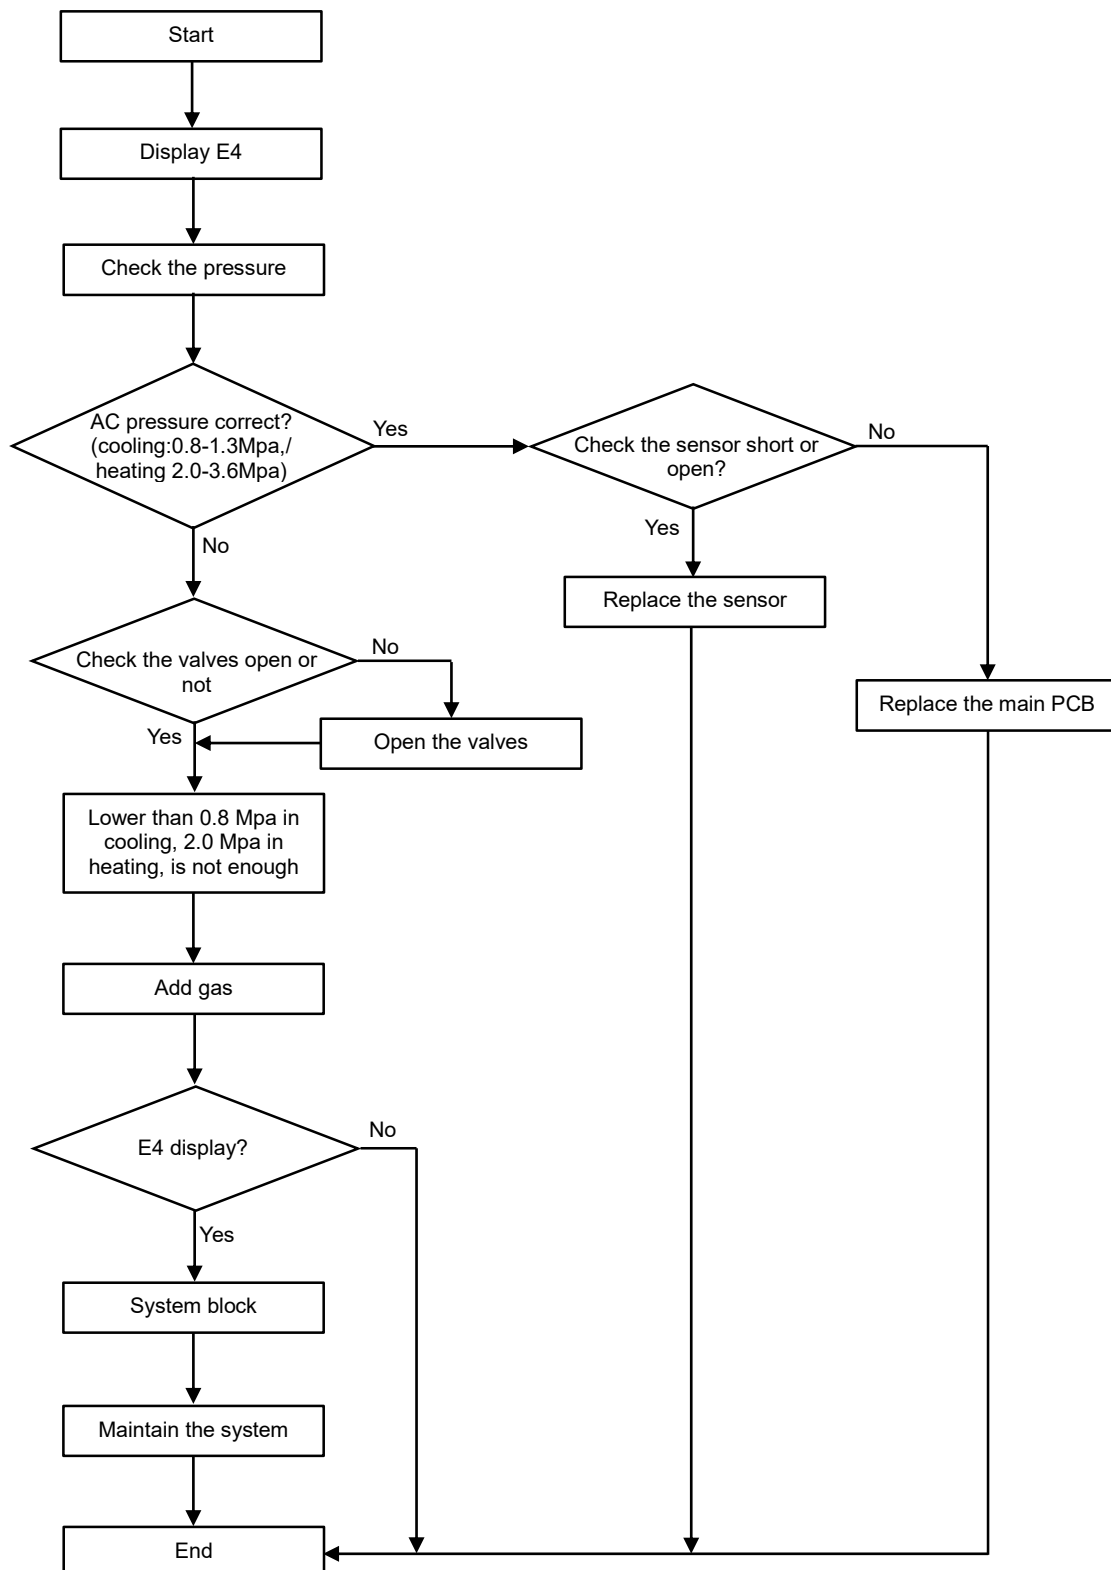 Start
Display E4
Check the pressure
AC pressure correct?
(cooling:0.8-1.3Mpa,/
heating 2.0-3.6Mpa)
Yes
Check the sensor short or
open?
No
Yes
No
Replace the sensor
Check the valves open or
not
No
Replace the main PCB
Yes
Open the valves
Lower than 0.8 Mpa in
cooling, 2.0 Mpa in
heating, is not enough
Add gas
E4 display?
No
Yes
System block
Maintain the system
End